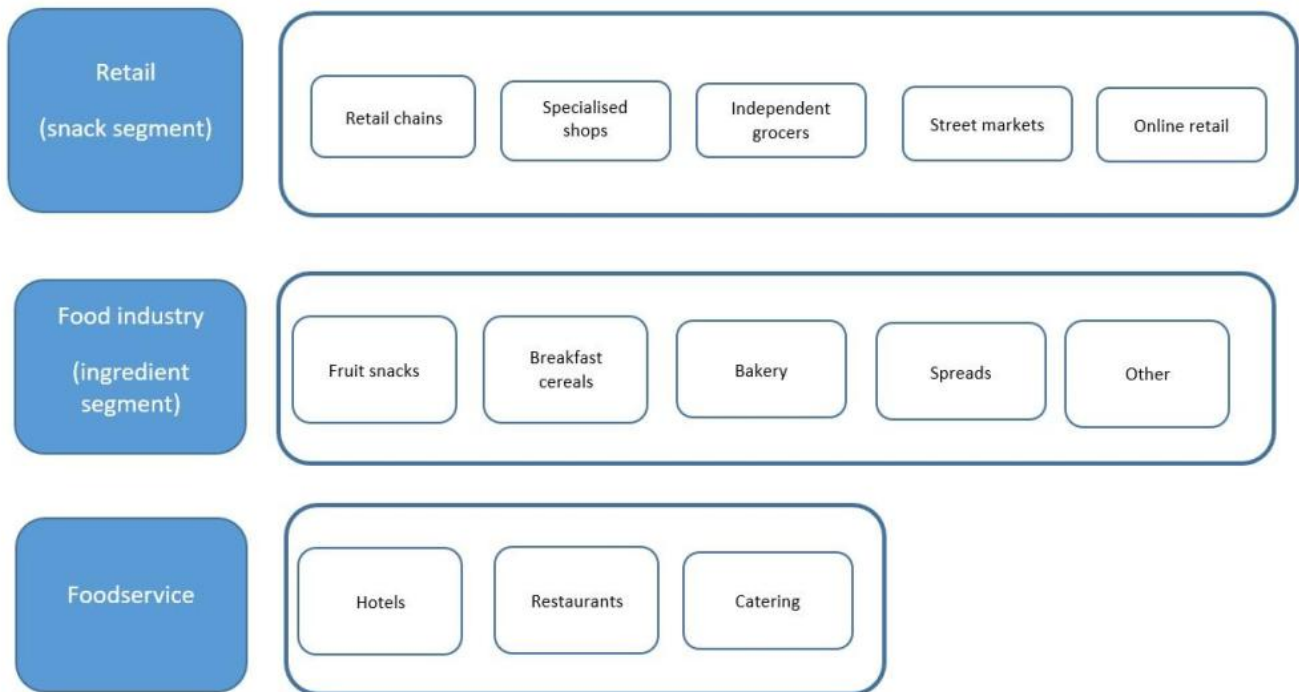 Retail
(snack segment)
Retail chains
Specialised
shops
Independent
grocers
Street markets
Online retail
Food industry
(ingredient
segment)
Fruit snacks
Breakfast
cereals
Bakery
Spreads
Other
Foodservice
Hotels
Restaurants
Catering